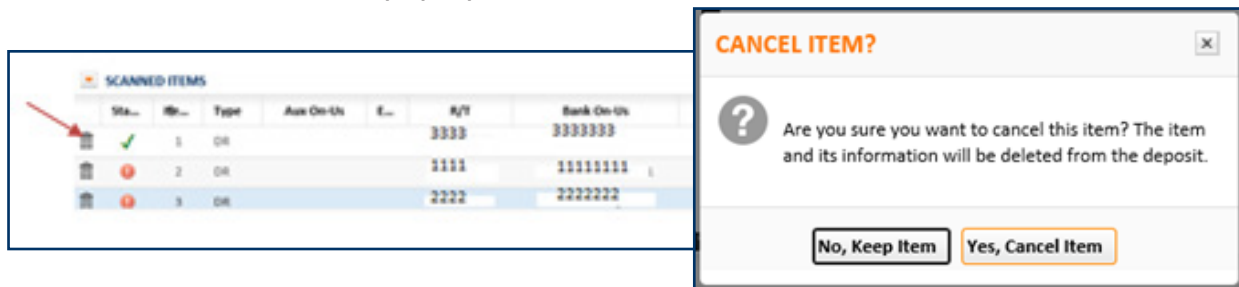 SCANNED ITEMS
Sta... Type Aux On-Us E... R/T Bank On-Us
1 DR 3333 3333333
2 DR 1111 11111111
3 DR 2222 2222222
CANCEL ITEM?
Are you sure you want to cancel this item? The item
and its information will be deleted from the deposit.
No, Keep Item Yes, Cancel Item